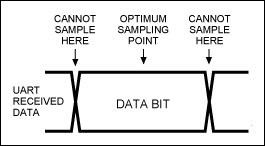 CANNOT
SAMPLE
HERE
OPTIMUM
SAMPLING
POINT
CANNOT
SAMPLE
HERE
UART
RECEIVED
DATA
DATA BIT